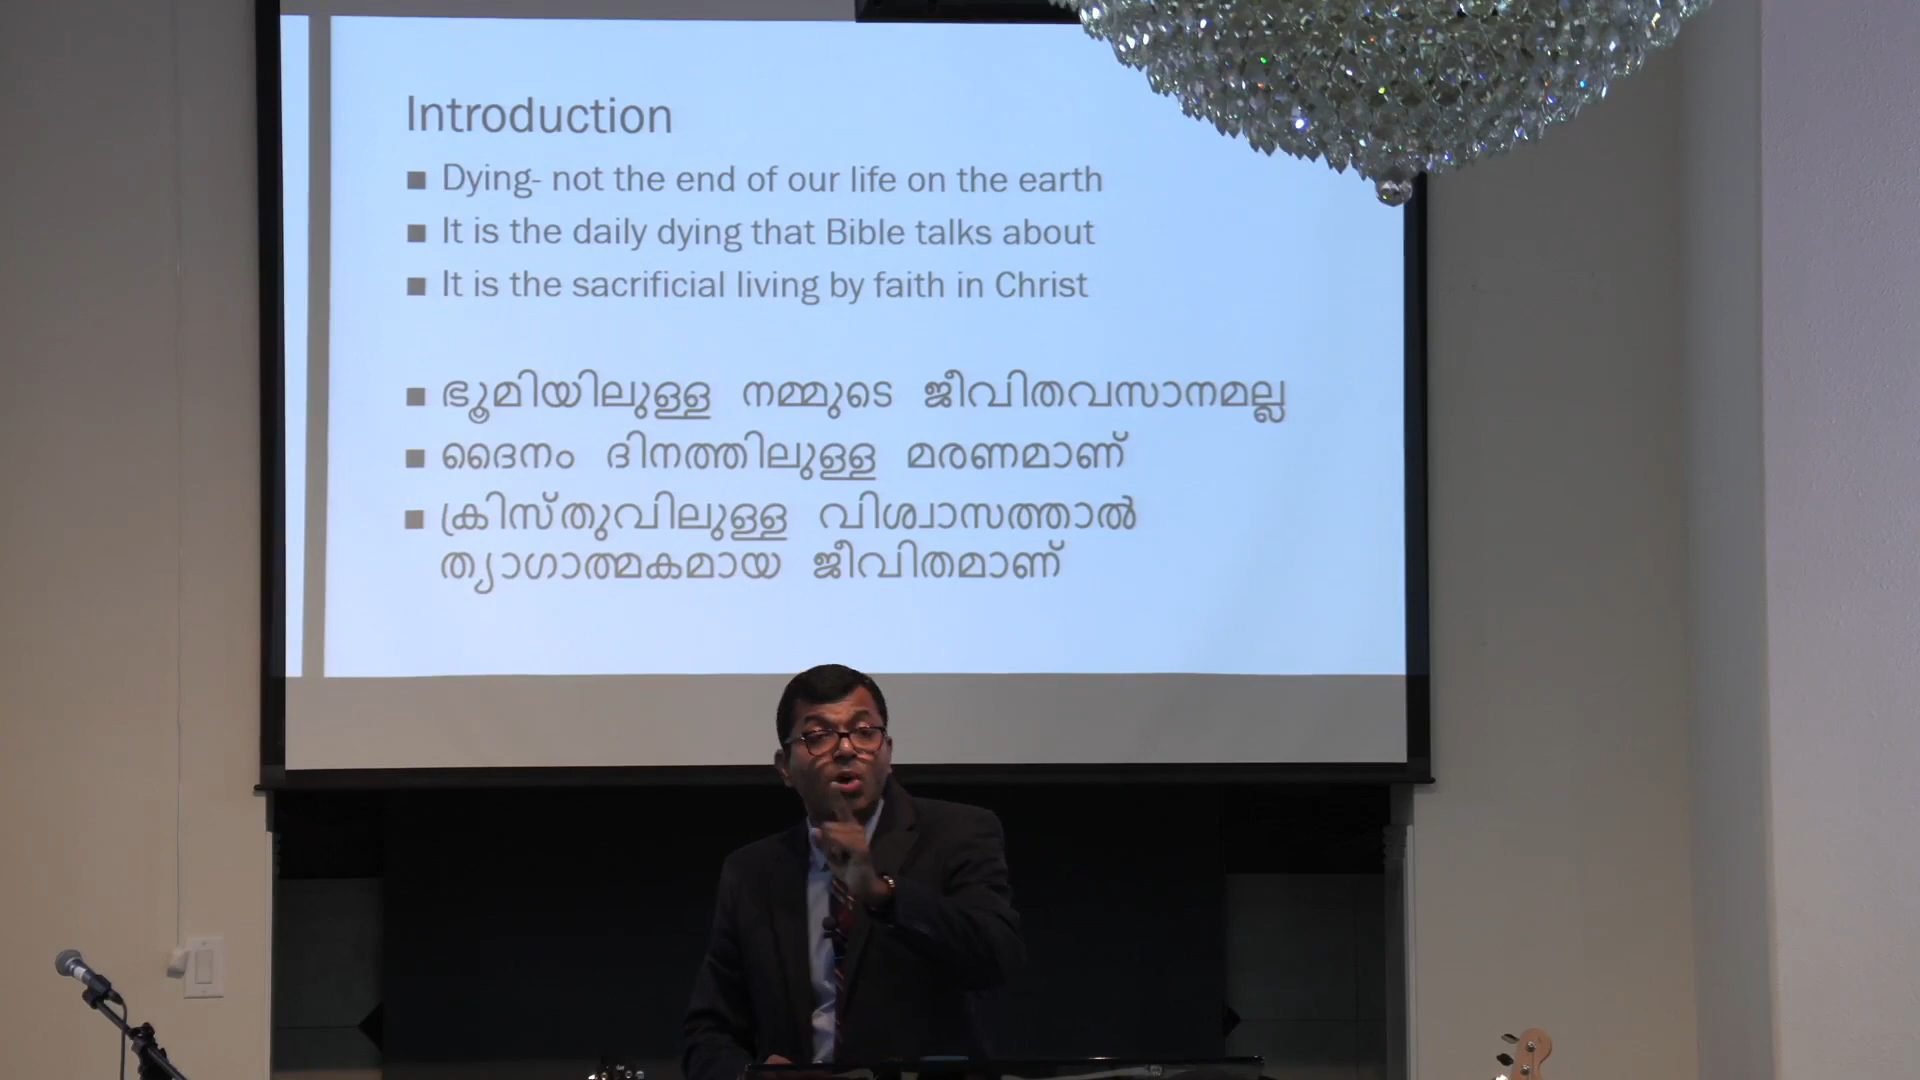 Introduction
■ Dying- not the end of our life on the earth
■ It is the daily dying that Bible talks about
■ It is the sacrificial living by faith in Christ
■ ഭൂമിയിലുള്ള നമ്മുടെ ജീവിതവസാനമല്ല
■ ദൈനം ദിനത്തിലുള്ള മരണമാണ്
■ ക്രിസ്തുവിലുള്ള വിശ്വാസത്താൽ
ത്യാഗാത്മകമായ ജീവിതമാണ്